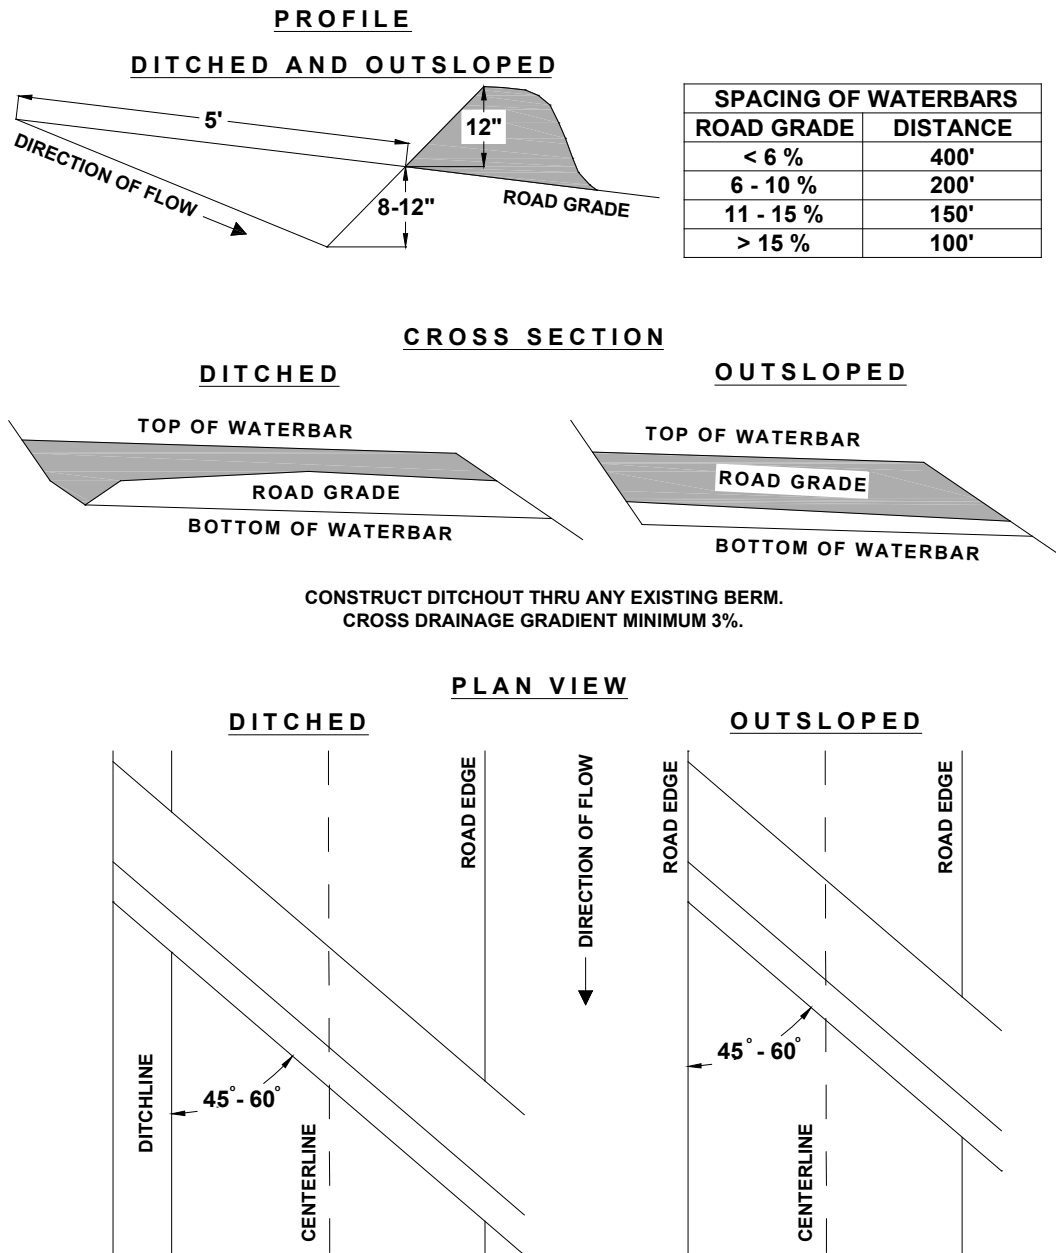 PROFILE
DITCHED AND OUTSLOPED
5'
12"
DIRECTION OF FLOW
8-12"
ROAD GRADE
SPACING OF WATERBARS
ROAD GRADE DISTANCE
< 6 % 400'
6 - 10 % 200'
11 - 15 % 150'
> 15 % 100'
CROSS SECTION
DITCHED
TOP OF WATERBAR
ROAD GRADE
BOTTOM OF WATERBAR
OUTSLOPED
TOP OF WATERBAR
ROAD GRADE
BOTTOM OF WATERBAR
CONSTRUCT DITCHOUT THRU ANY EXISTING BERM.
CROSS DRAINAGE GRADIENT MINIMUM 3%.
PLAN VIEW
DITCHED
ROAD EDGE
DITCHLINE
45° - 60°
CENTERLINE
DIRECTION OF FLOW
OUTSLOPED
ROAD EDGE
ROAD EDGE
45° - 60°
CENTERLINE